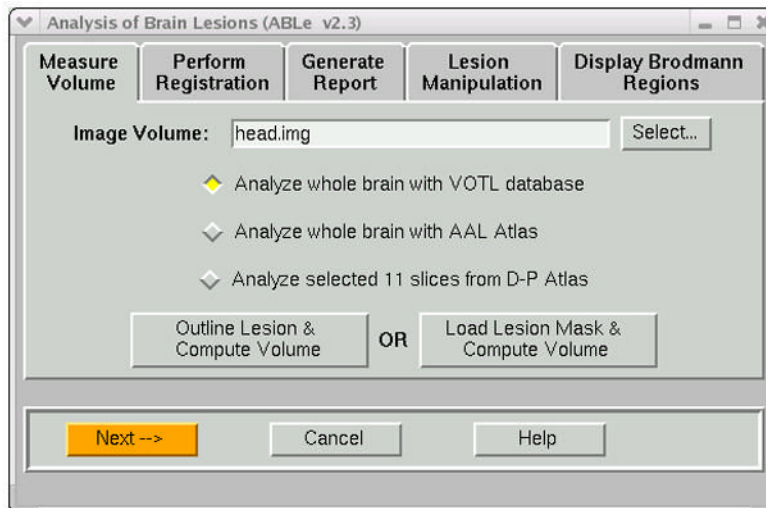 Analysis of Brain Lesions (ABLe v2.3)
Measure Perform Generate Lesion Display Brodmann
Volume Registration Report Manipulation Regions
Image Volume: head.img Select...
Analyze whole brain with VOTL database
Analyze whole brain with AAL Atlas
Analyze selected 11 slices from D-P Atlas
Outline Lesion & OR Load Lesion Mask &
Compute Volume Compute Volume
Next --> Cancel Help